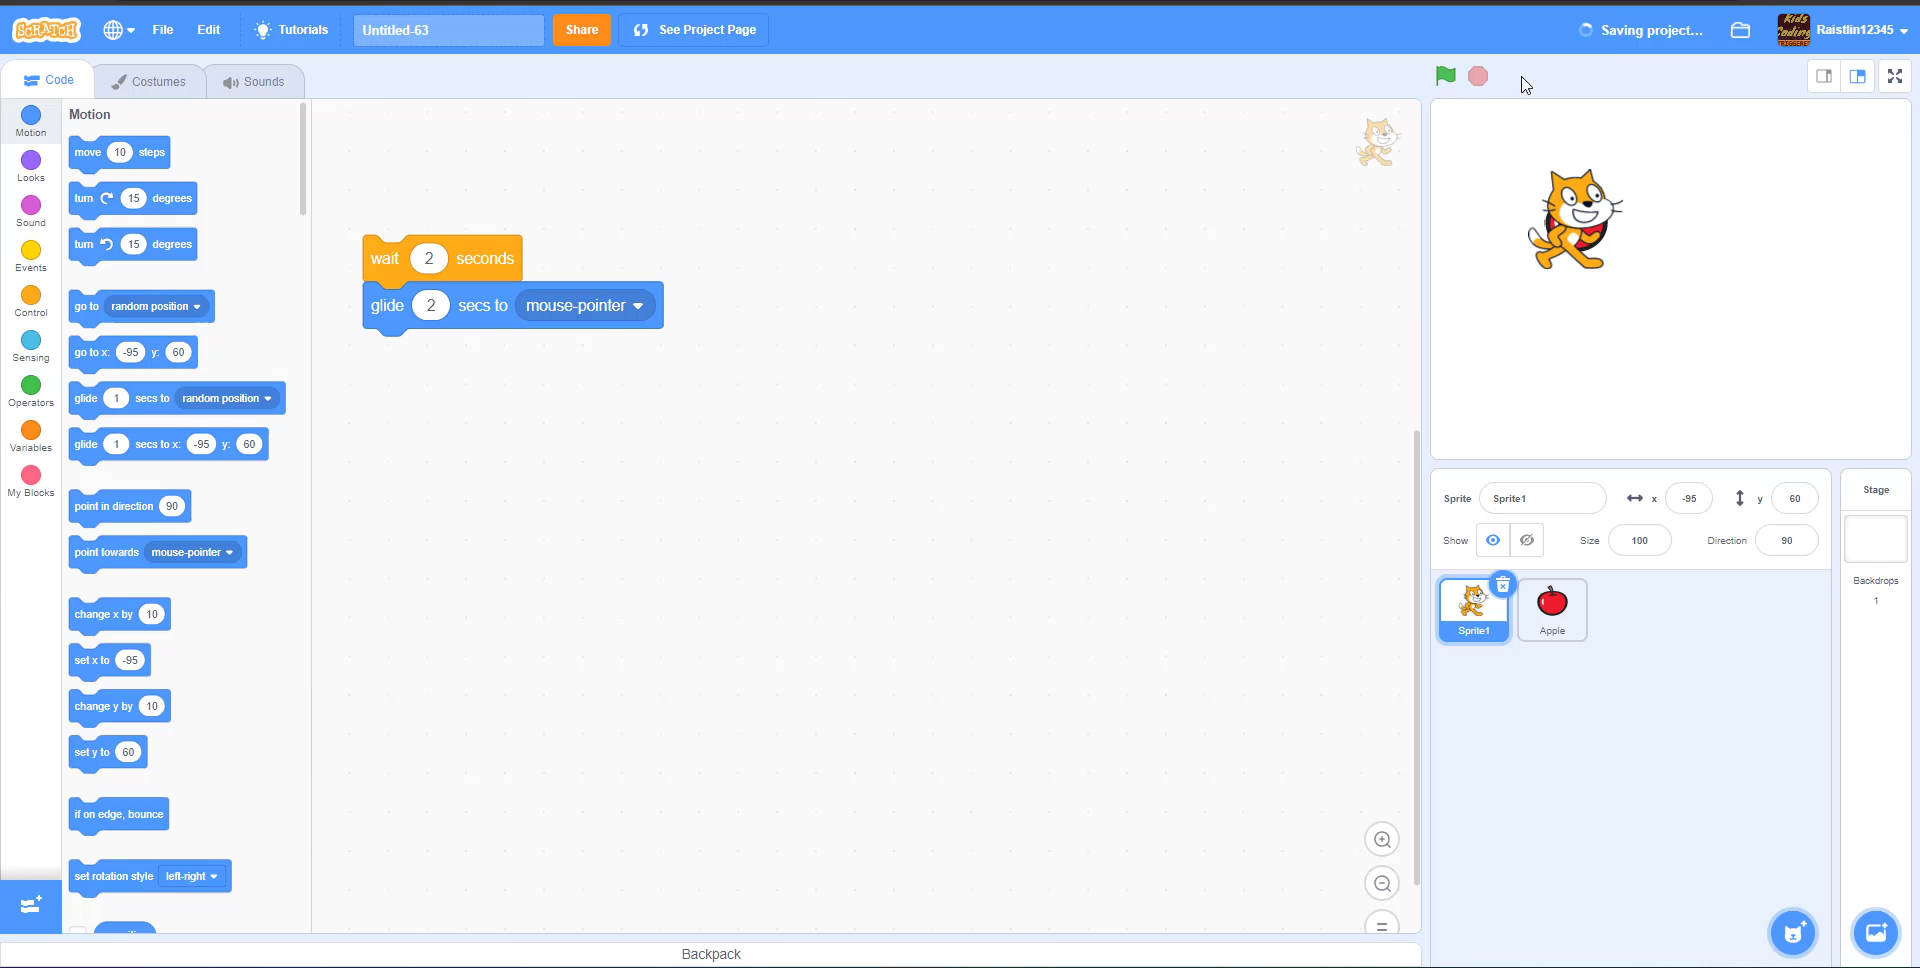 SCRATCH File Edit Tutorials Untitled-63 Share See Project Page Saving project... Kids Coding TRIGGERED Raistlin12345
Code Costumes Sounds
Motion
Looks
Sound
Events
Control
Sensing
Operators
Variables
My Blocks
Motion
move 10 steps
turn 15 degrees
turn 15 degrees
go to random position
go to x: -95 y: 60
glide 1 secs to random position
glide 1 secs to x: -95 y: 60
point in direction 90
point towards mouse-pointer
change x by 10
set x to -95
change y by 10
set y to 60
if on edge, bounce
set rotation style left-right
wait 2 seconds
glide 2 secs to mouse-pointer
Backpack
Sprite Sprite1 x -95 y 60
Show Size 100 Direction 90
Sprite1 Apple
Stage
Backdrops
1